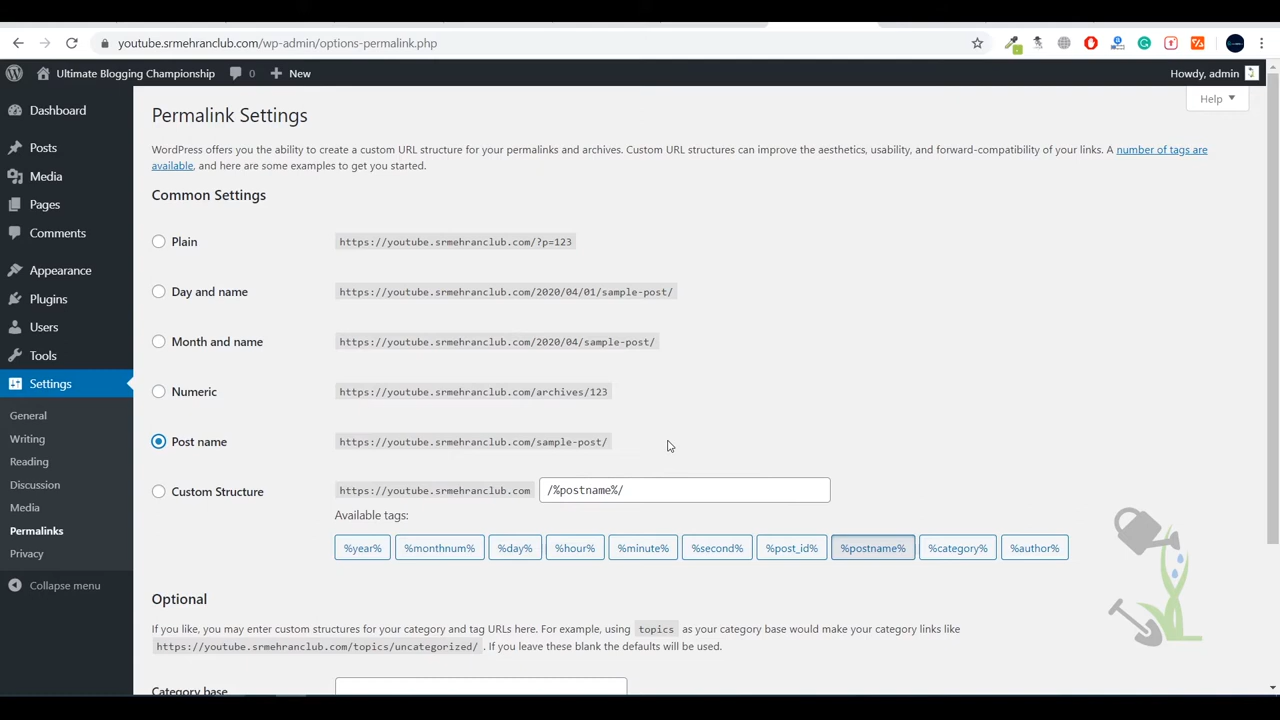 youtube.srmehranclub.com/wp-admin/options-permalink.php
Ultimate Blogging Championship 0 New Howdy, admin
Help
Dashboard
Posts
Media
Pages
Comments
Appearance
Plugins
Users
Tools
Settings
General
Writing
Reading
Discussion
Media
Permalinks
Privacy
Collapse menu
Permalink Settings
WordPress offers you the ability to create a custom URL structure for your permalinks and archives. Custom URL structures can improve the aesthetics, usability, and forward-compatibility of your links. A number of tags are
available, and here are some examples to get you started.
Common Settings
Plain https://youtube.srmehranclub.com/?p=123
Day and name https://youtube.srmehranclub.com/2020/04/01/sample-post/
Month and name https://youtube.srmehranclub.com/2020/04/sample-post/
Numeric https://youtube.srmehranclub.com/archives/123
Post name https://youtube.srmehranclub.com/sample-post/
Custom Structure https://youtube.srmehranclub.com /%postname%/
Available tags:
%year% %monthnum% %day% %hour% %minute% %second% %post_id% %postname% %category% %author%
Optional
If you like, you may enter custom structures for your category and tag URLs here. For example, using topics as your category base would make your category links like
https://youtube.srmehranclub.com/topics/uncategorized/ . If you leave these blank the defaults will be used.
Category base